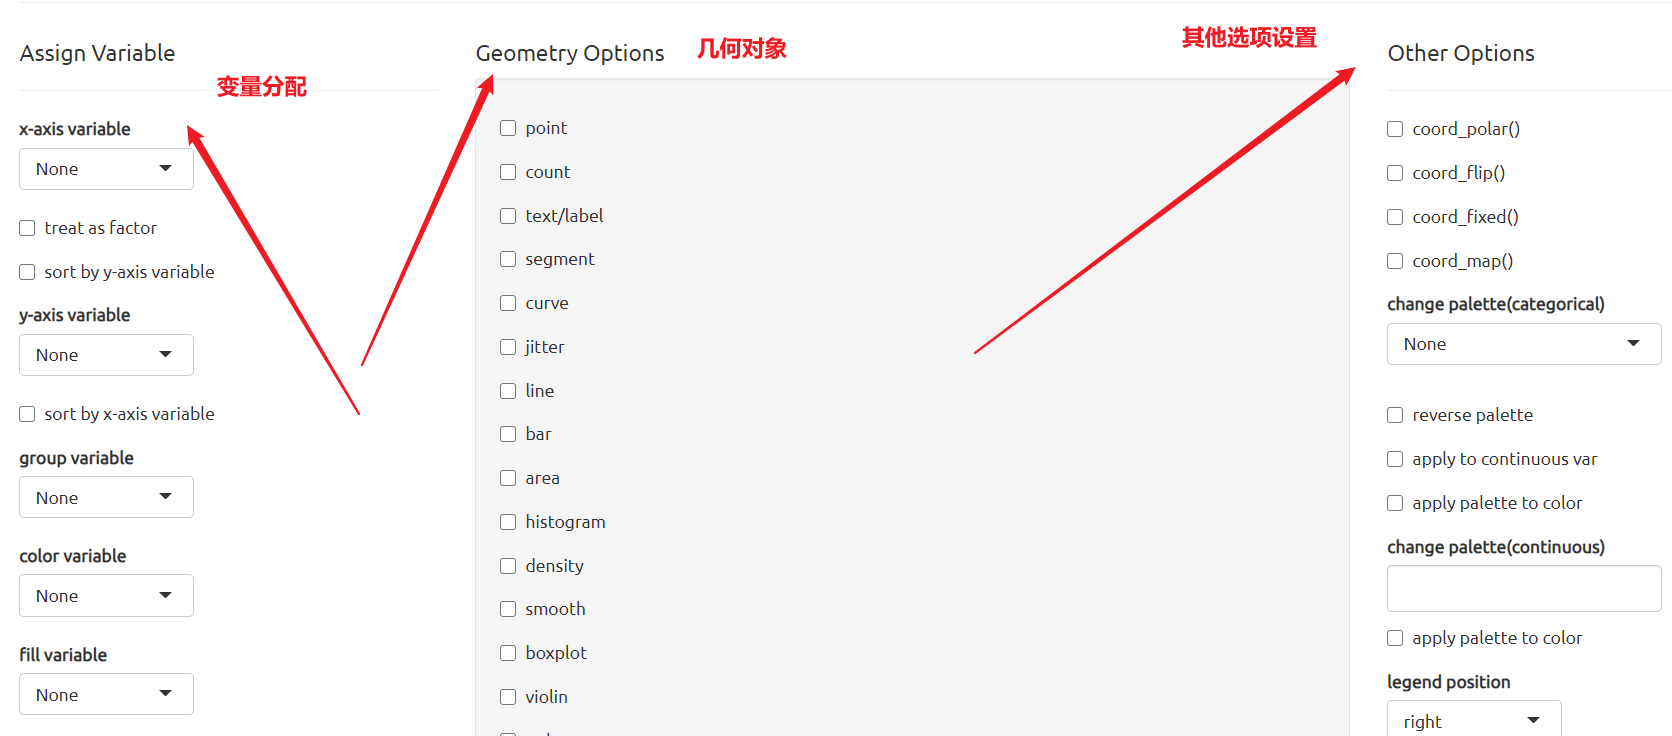 Assign Variable
变量分配
x-axis variable
None
treat as factor
sort by y-axis variable
y-axis variable
None
sort by x-axis variable
group variable
None
color variable
None
fill variable
None
Geometry Options
几何对象
point
count
text/label
segment
curve
jitter
line
bar
area
histogram
density
smooth
boxplot
violin
其他选项设置
Other Options
coord_polar()
coord_flip()
coord_fixed()
coord_map()
change palette(categorical)
None
reverse palette
apply to continuous var
apply palette to color
change palette(continuous)
apply palette to color
legend position
right